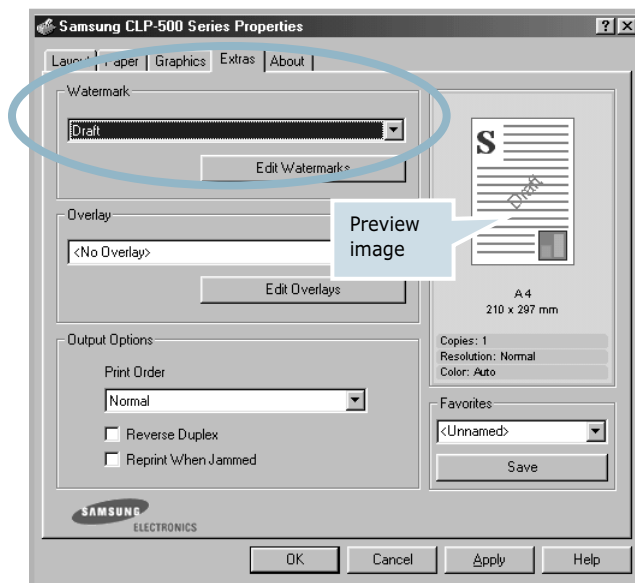 Samsung CLP-500 Series Properties
Layout Paper Graphics Extras About
Watermark
Draft
Edit Watermarks
Overlay
<No Overlay>
Edit Overlays
Output Options
Print Order
Normal
Reverse Duplex
Reprint When Jammed
SAMSUNG
ELECTRONICS
S
Draft
Preview
image
A4
210 x 297 mm
Copies: 1
Resolution: Normal
Color: Auto
Favorites
<Unnamed>
Save
OK Cancel Apply Help